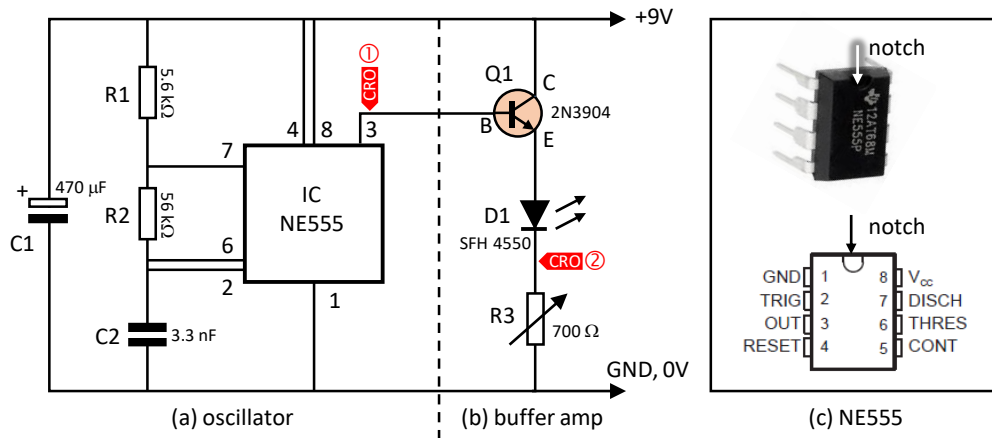 +9V
R1
5.6 kΩ
R2
56 kΩ
+
470 μF
C1
C2
3.3 nF
4 8 3
7
6
2
1
IC
NE555
CRO ①
Q1
C
B
E
2N3904
D1
SFH 4550
CRO ②
R3
700 Ω
GND, 0V
(a) oscillator
(b) buffer amp
notch
12AT68M
NE555P
notch
GND 1 8 Vcc
TRIG 2 7 DISCH
OUT 3 6 THRES
RESET 4 5 CONT
(c) NE555